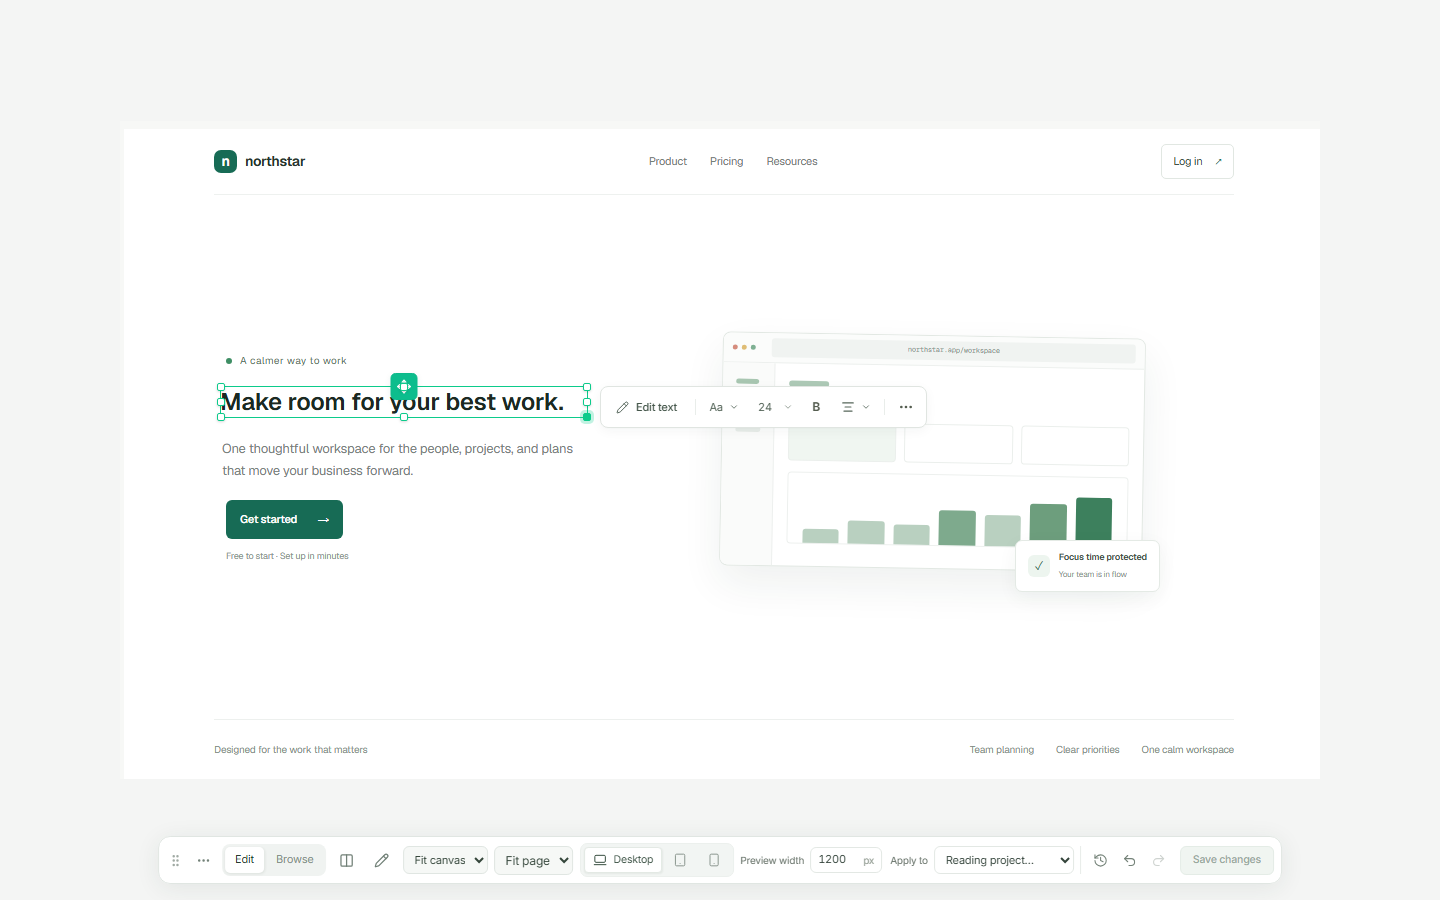 n northstar
Product Pricing Resources
Log in ↗
A calmer way to work
Make room for your best work.
One thoughtful workspace for the people, projects, and plans
that move your business forward.
Get started →
Free to start · Set up in minutes
northstar.app/workspace
Edit text Aa 24 B
Focus time protected
Your team is in flow
Designed for the work that matters
Team planning Clear priorities One calm workspace
Edit Browse Fit canvas Fit page Desktop Preview width 1200 px Apply to Reading project... Save changes